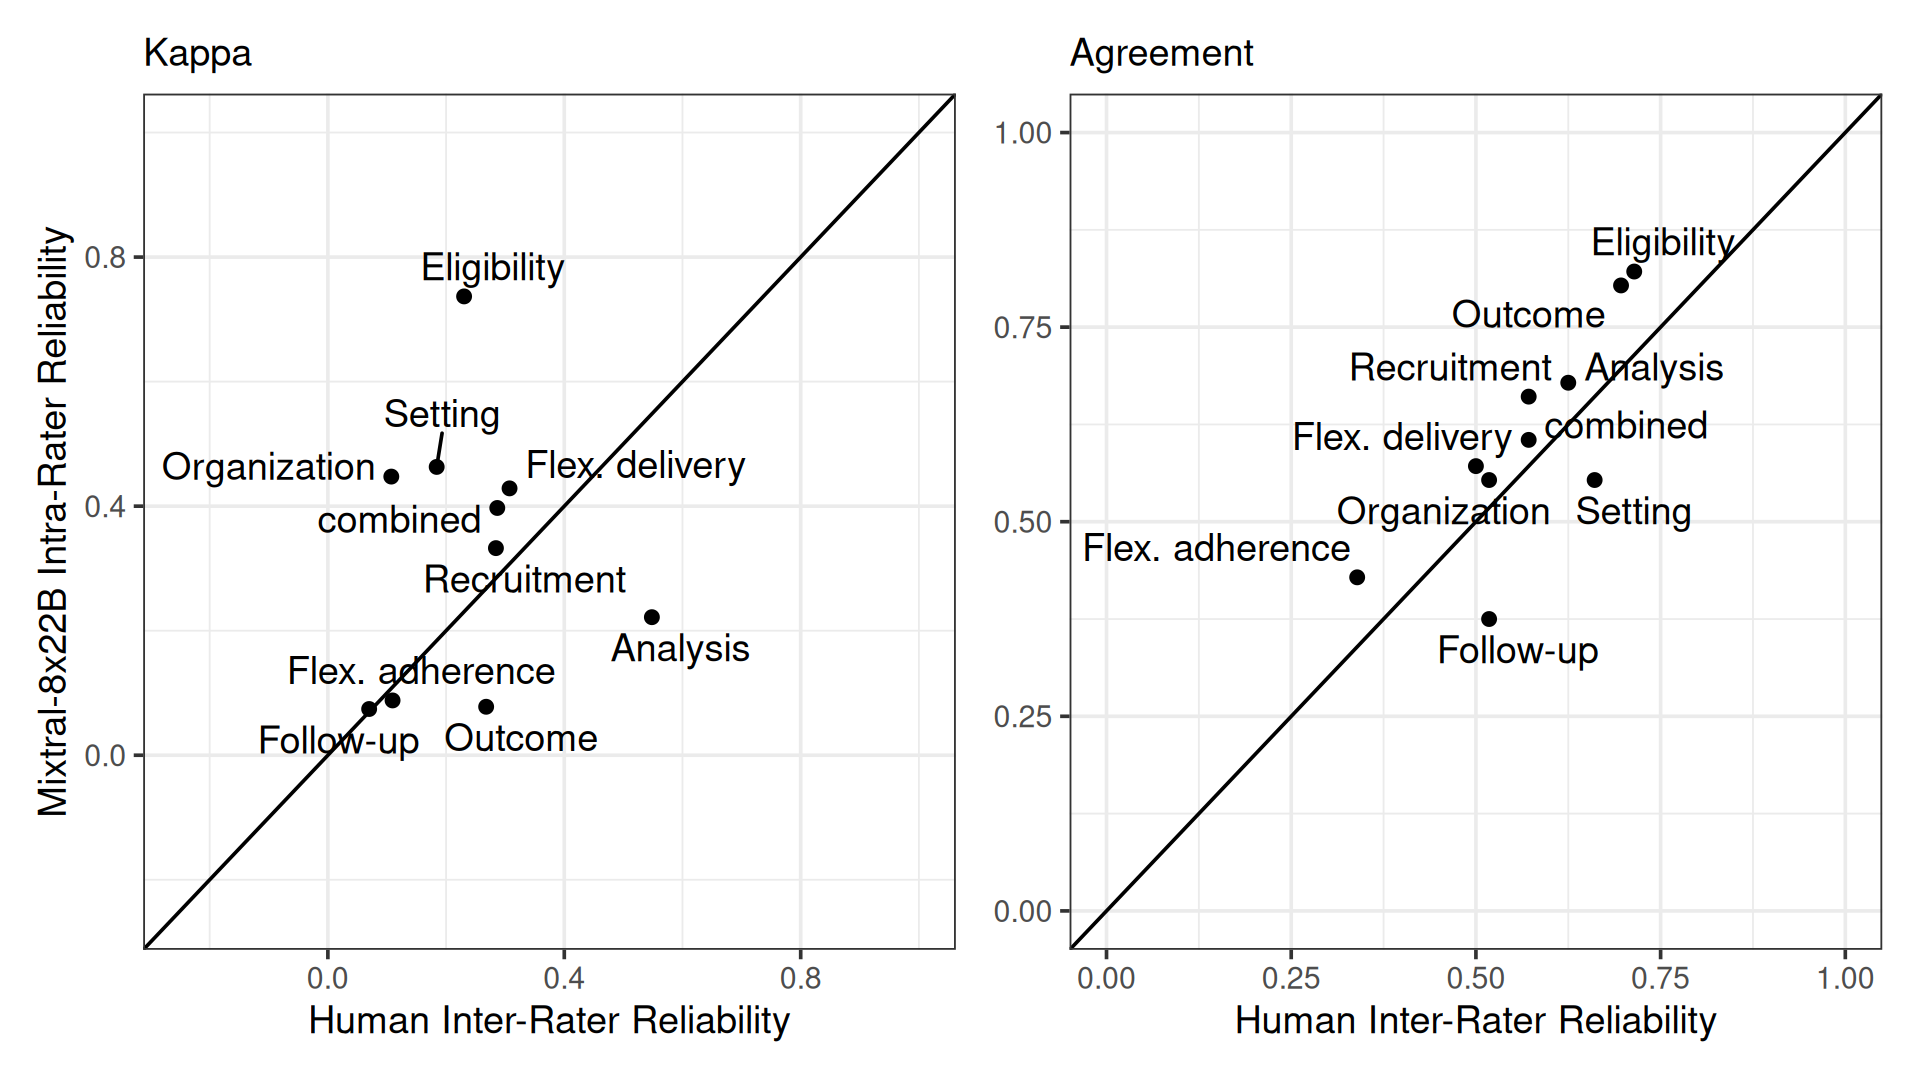 Kappa
Mixtral-8x22B Intra-Rater Reliability
0.8
0.4
0.0
Eligibility
Setting
Organization
Flex. delivery
combined
Recruitment
Analysis
Flex. adherence
Follow-up
Outcome
0.0
0.4
0.8
Human Inter-Rater Reliability
Agreement
1.00
0.75
0.50
0.25
0.00
Eligibility
Outcome
Recruitment
Analysis
Flex. delivery
combined
Organization
Setting
Flex. adherence
Follow-up
0.00
0.25
0.50
0.75
1.00
Human Inter-Rater Reliability